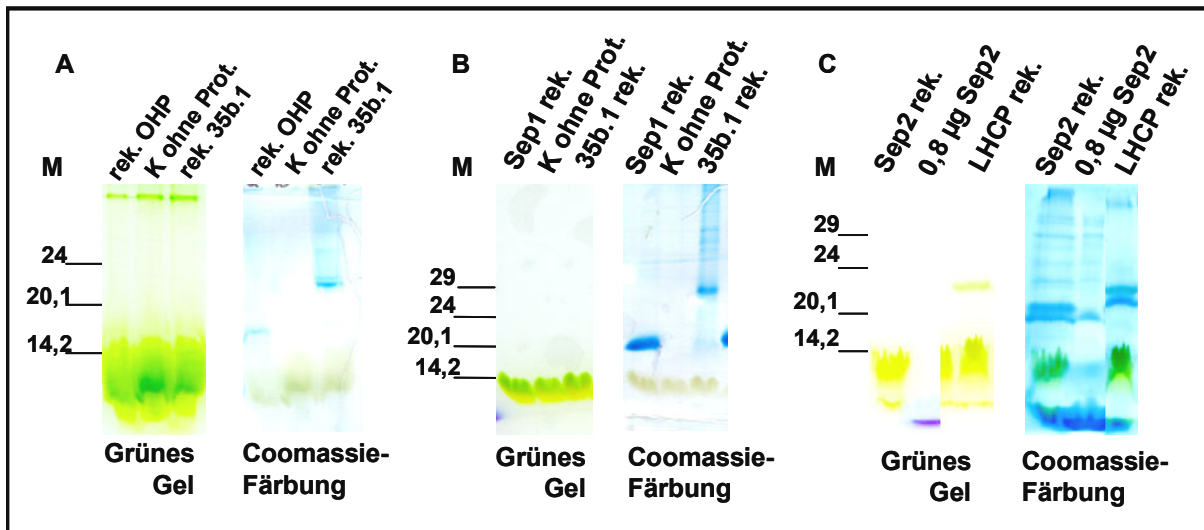 A
rek. OHP
K ohne Prot.
rek. 35b.1
rek. OHP
K ohne Prot.
rek. 35b.1
M
24
20,1
14,2
Grünes
Gel
Coomassie-
Färbung
B
Sep1 rek.
K ohne Prot.
35b.1 rek.
Sep1 rek.
K ohne Prot.
35b.1 rek.
M
29
24
20,1
14,2
Grünes
Gel
Coomassie-
Färbung
C
Sep2 rek.
0,8 µg Sep2
LHCP rek.
Sep2 rek.
0,8 µg Sep2
LHCP rek.
M
29
24
20,1
14,2
Grünes
Gel
Coomassie-
Färbung